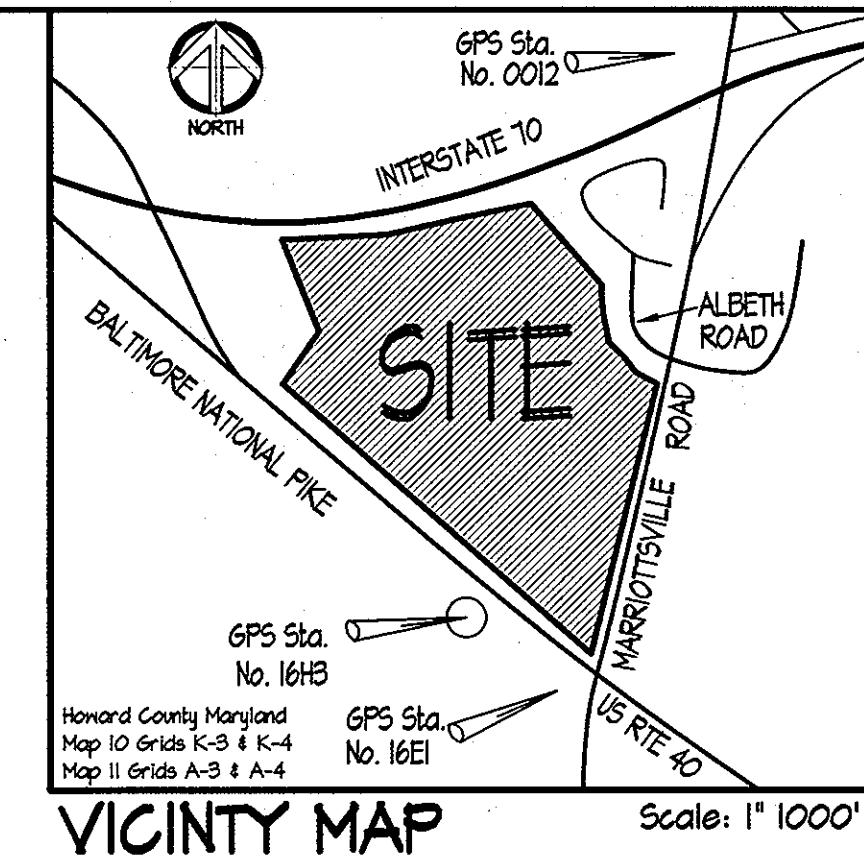 GPS Sta.
No. 0012
NORTH
INTERSTATE 70
ALBETH
ROAD
BALTIMORE NATIONAL PIKE
SITE
MARRIOTTSVILLE ROAD
GPS Sta.
No. 16H3
GPS Sta.
No. 16E1
US RTE 40
Howard County Maryland
Map 10 Grids K-3 & K-4
Map 11 Grids A-3 & A-4
VICINTY MAP
Scale: 1" 1000'